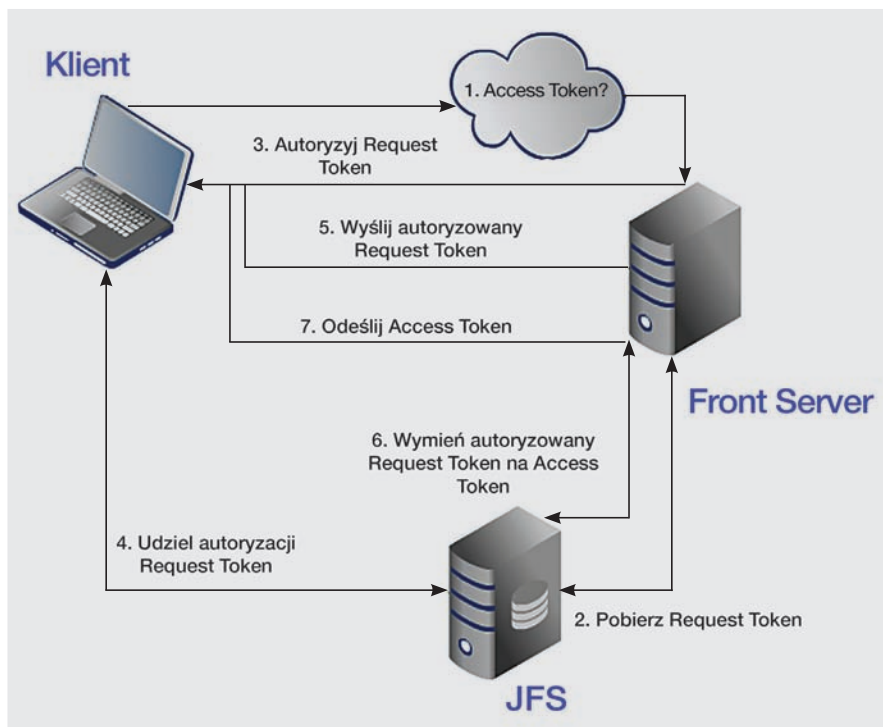 Klient
1. Access Token?
3. Autoryzyj Request
Token
5. Wyślij autoryzowany
Request Token
7. Odeślij Access Token
Front Server
6. Wymień autoryzowany
Request Token na Access
Token
4. Udziel autoryzacji
Request Token
2. Pobierz Request Token
JFS